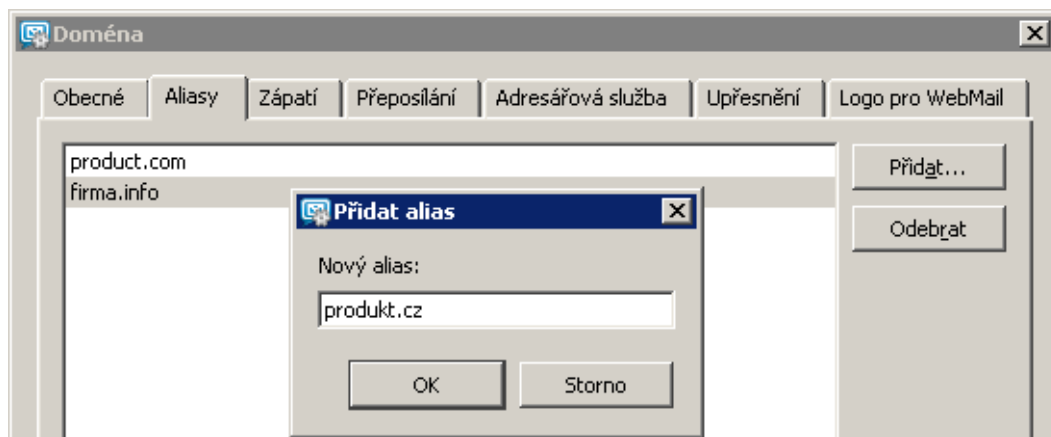 Doména
Obecné Aliasy Zápatí Přeposílání Adresářová služba Upřesnění Logo pro WebMail
product.com
firma.info
Přidat...
Odebrat
Přidat alias
Nový alias:
produkt.cz
OK Storno